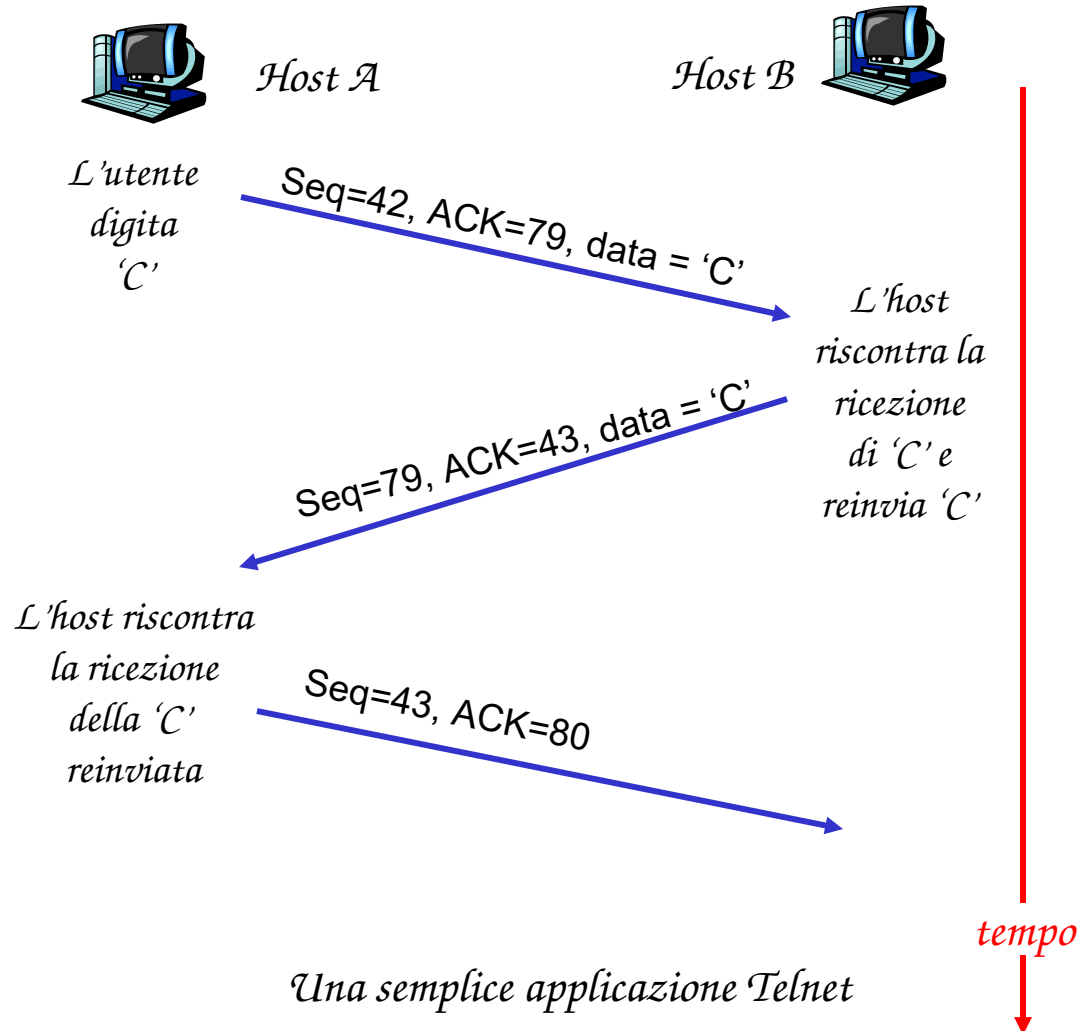 Host A
Host B
L'utente
digita
‘C’
Seq=42, ACK=79, data = ‘C’
L'host
riscontra la
ricezione
di ‘C’ e
reinvia ‘C’
Seq=79, ACK=43, data = ‘C’
L'host riscontra
la ricezione
della ‘C’
reinviata
Seq=43, ACK=80
tempo
Una semplice applicazione Telnet